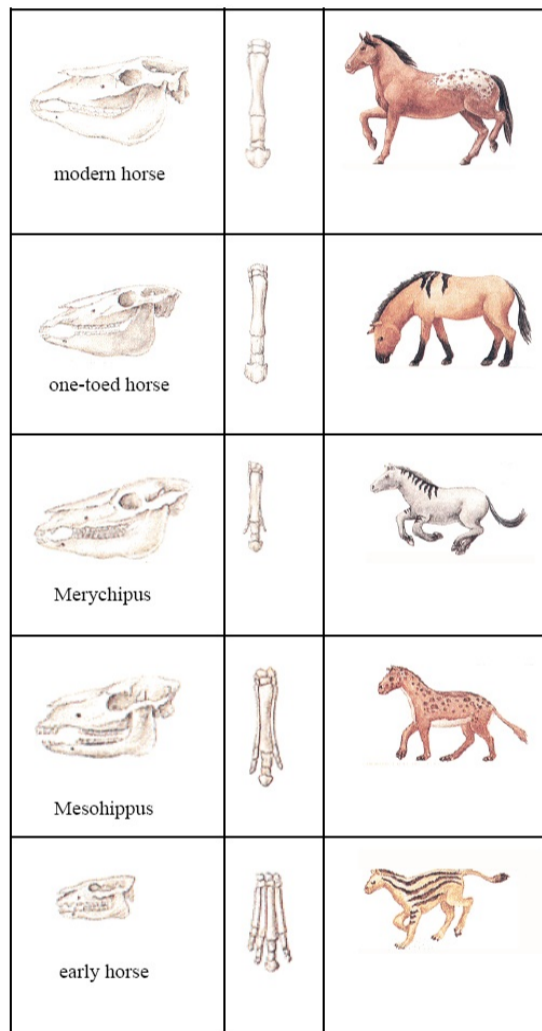 modern horse
one-toed horse
Merychipus
Mesohippus
early horse